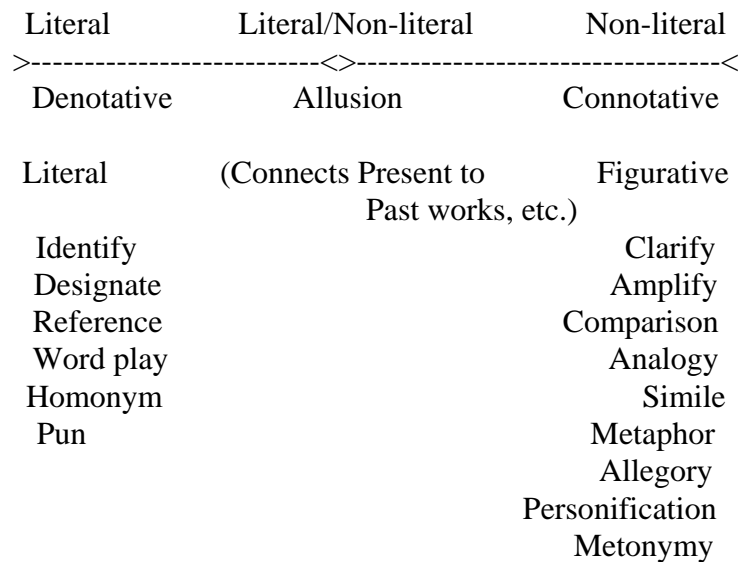 Literal Literal/Non-literal Non-literal
>---------------------------<>----------------------------------<
Denotative Allusion Connotative
Literal (Connects Present to Figurative
Past works, etc.)
Identify Clarify
Designate Amplify
Reference Comparison
Word play Analogy
Homonym Simile
Pun Metaphor
Allegory
Personification
Metonymy